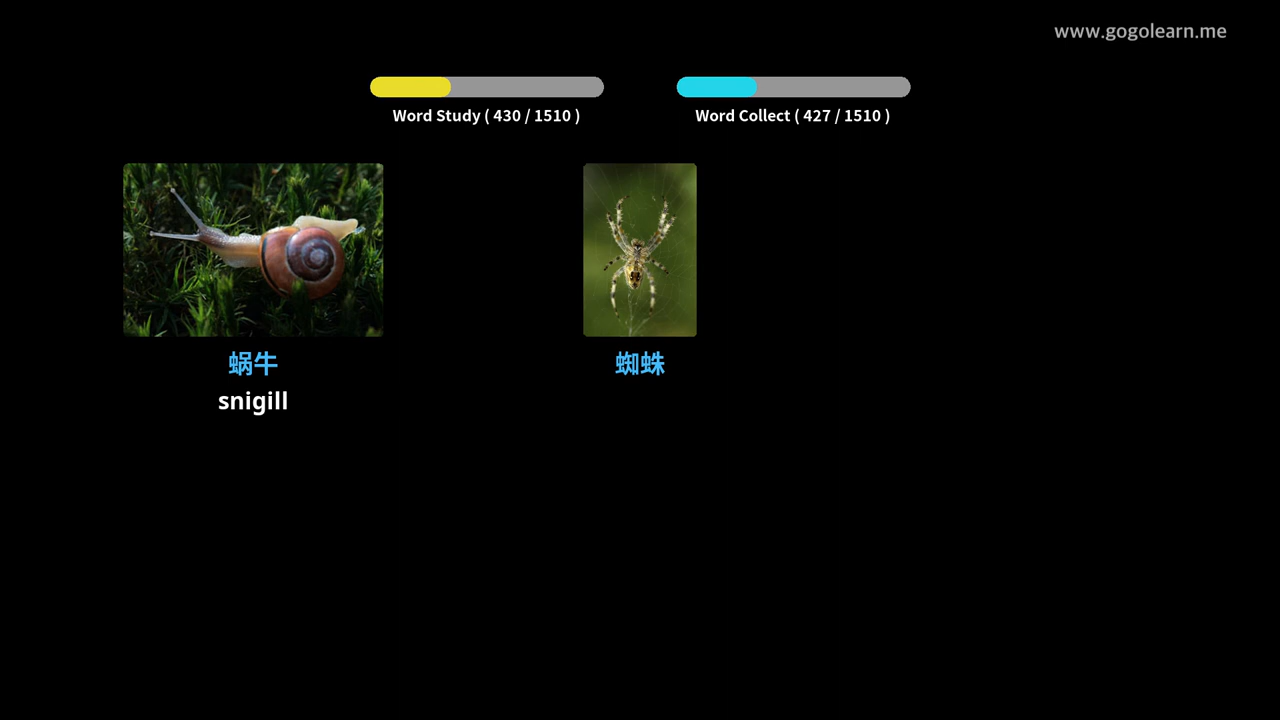 www.gogolearn.me
Word Study ( 430 / 1510 )
Word Collect ( 427 / 1510 )
蜗牛
snigill
蜘蛛